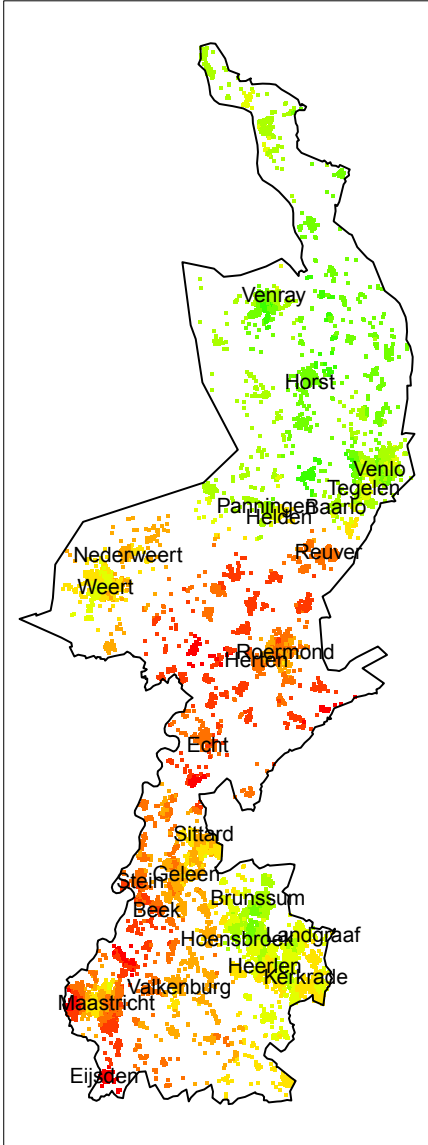 Venray
Horst
Venlo
Tegelen
Panningen
Baarlo
Helden
Reuver
Nederweert
Weert
Roermond
Herten
Echt
Sittard
Geleen
Stein
Brunssum
Beek
Hoensbroek
Landgraaf
Heerlen
Kerkrade
Valkenburg
Maastricht
Eijsden